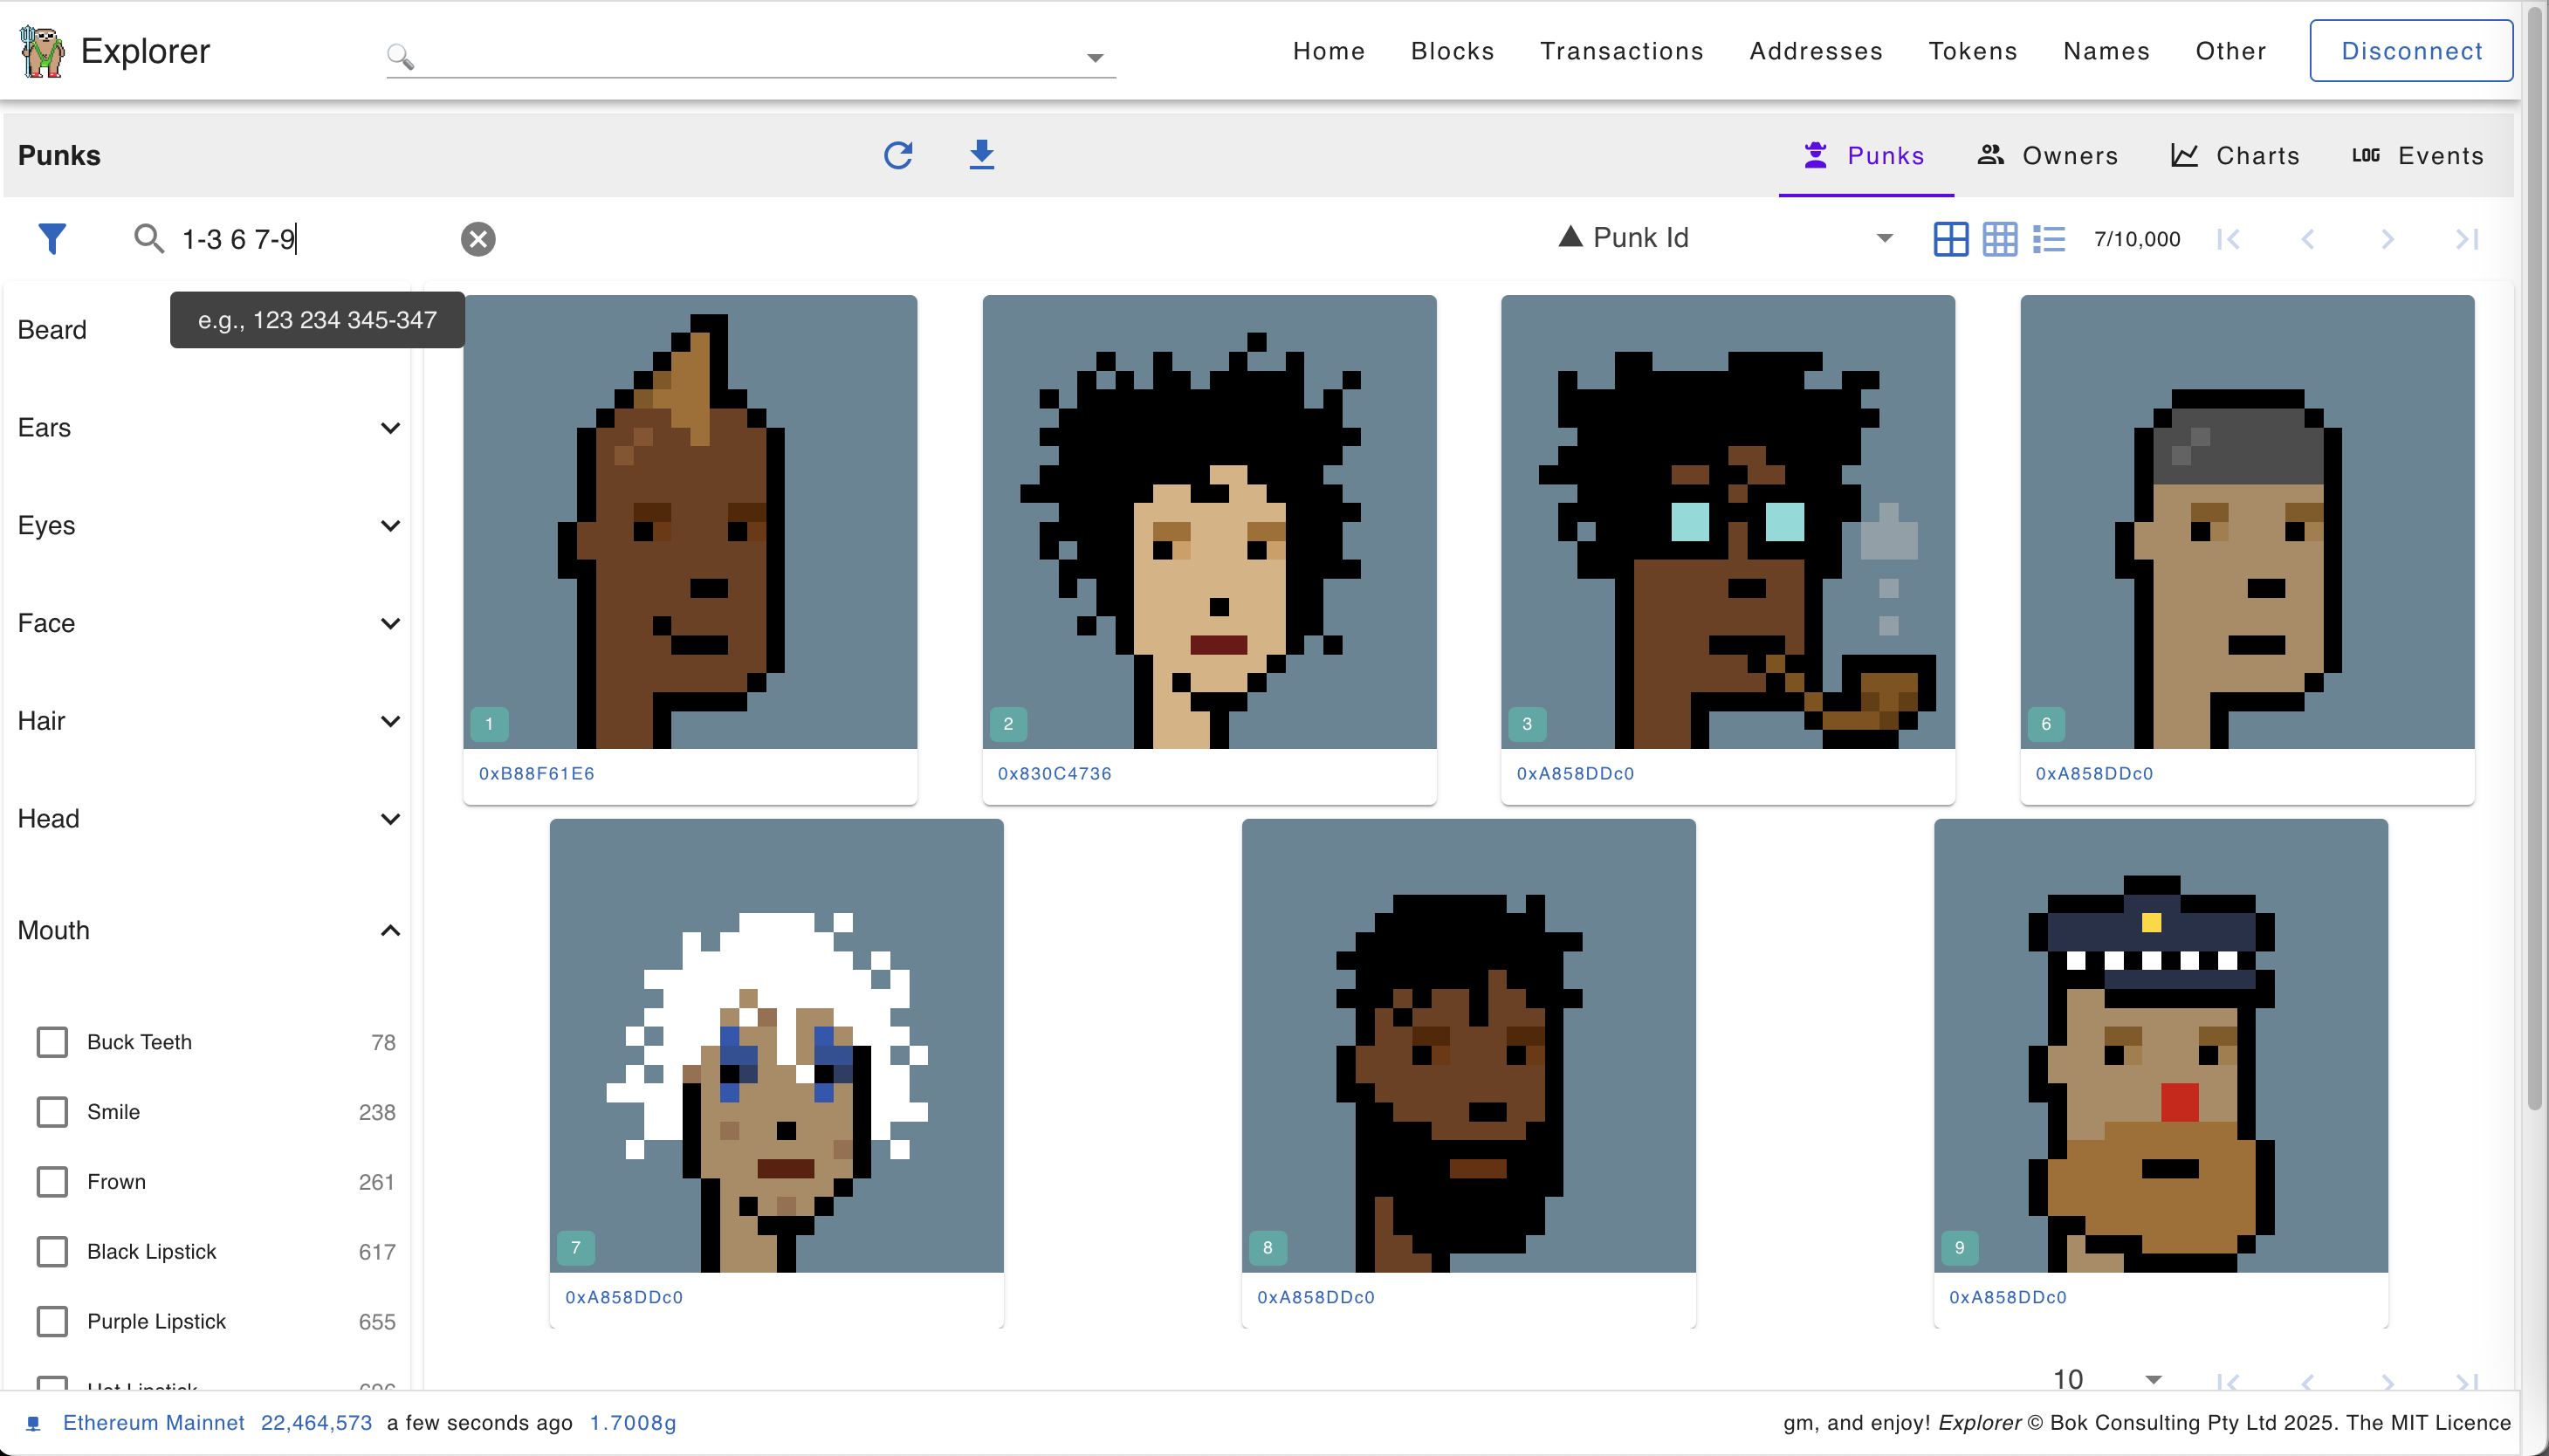 Explorer
Home Blocks Transactions Addresses Tokens Names Other Disconnect
Punks
Punks Owners LOG Events Charts
1-3 6 7-9
Punk Id
7/10,000
e.g., 123 234 345-347
Beard
Ears
Eyes
Face
Hair
Head
Mouth
Buck Teeth 78
Smile 238
Frown 261
Black Lipstick 617
Purple Lipstick 655
Hot Lipstick 696
1
2
3
6
0xB88F61E6
0x830C4736
0xA858DDc0
0xA858DDc0
7
8
9
0xA858DDc0
0xA858DDc0
0xA858DDc0
10
Ethereum Mainnet 22,464,573 a few seconds ago 1.7008g
gm, and enjoy! Explorer © Bok Consulting Pty Ltd 2025. The MIT Licence